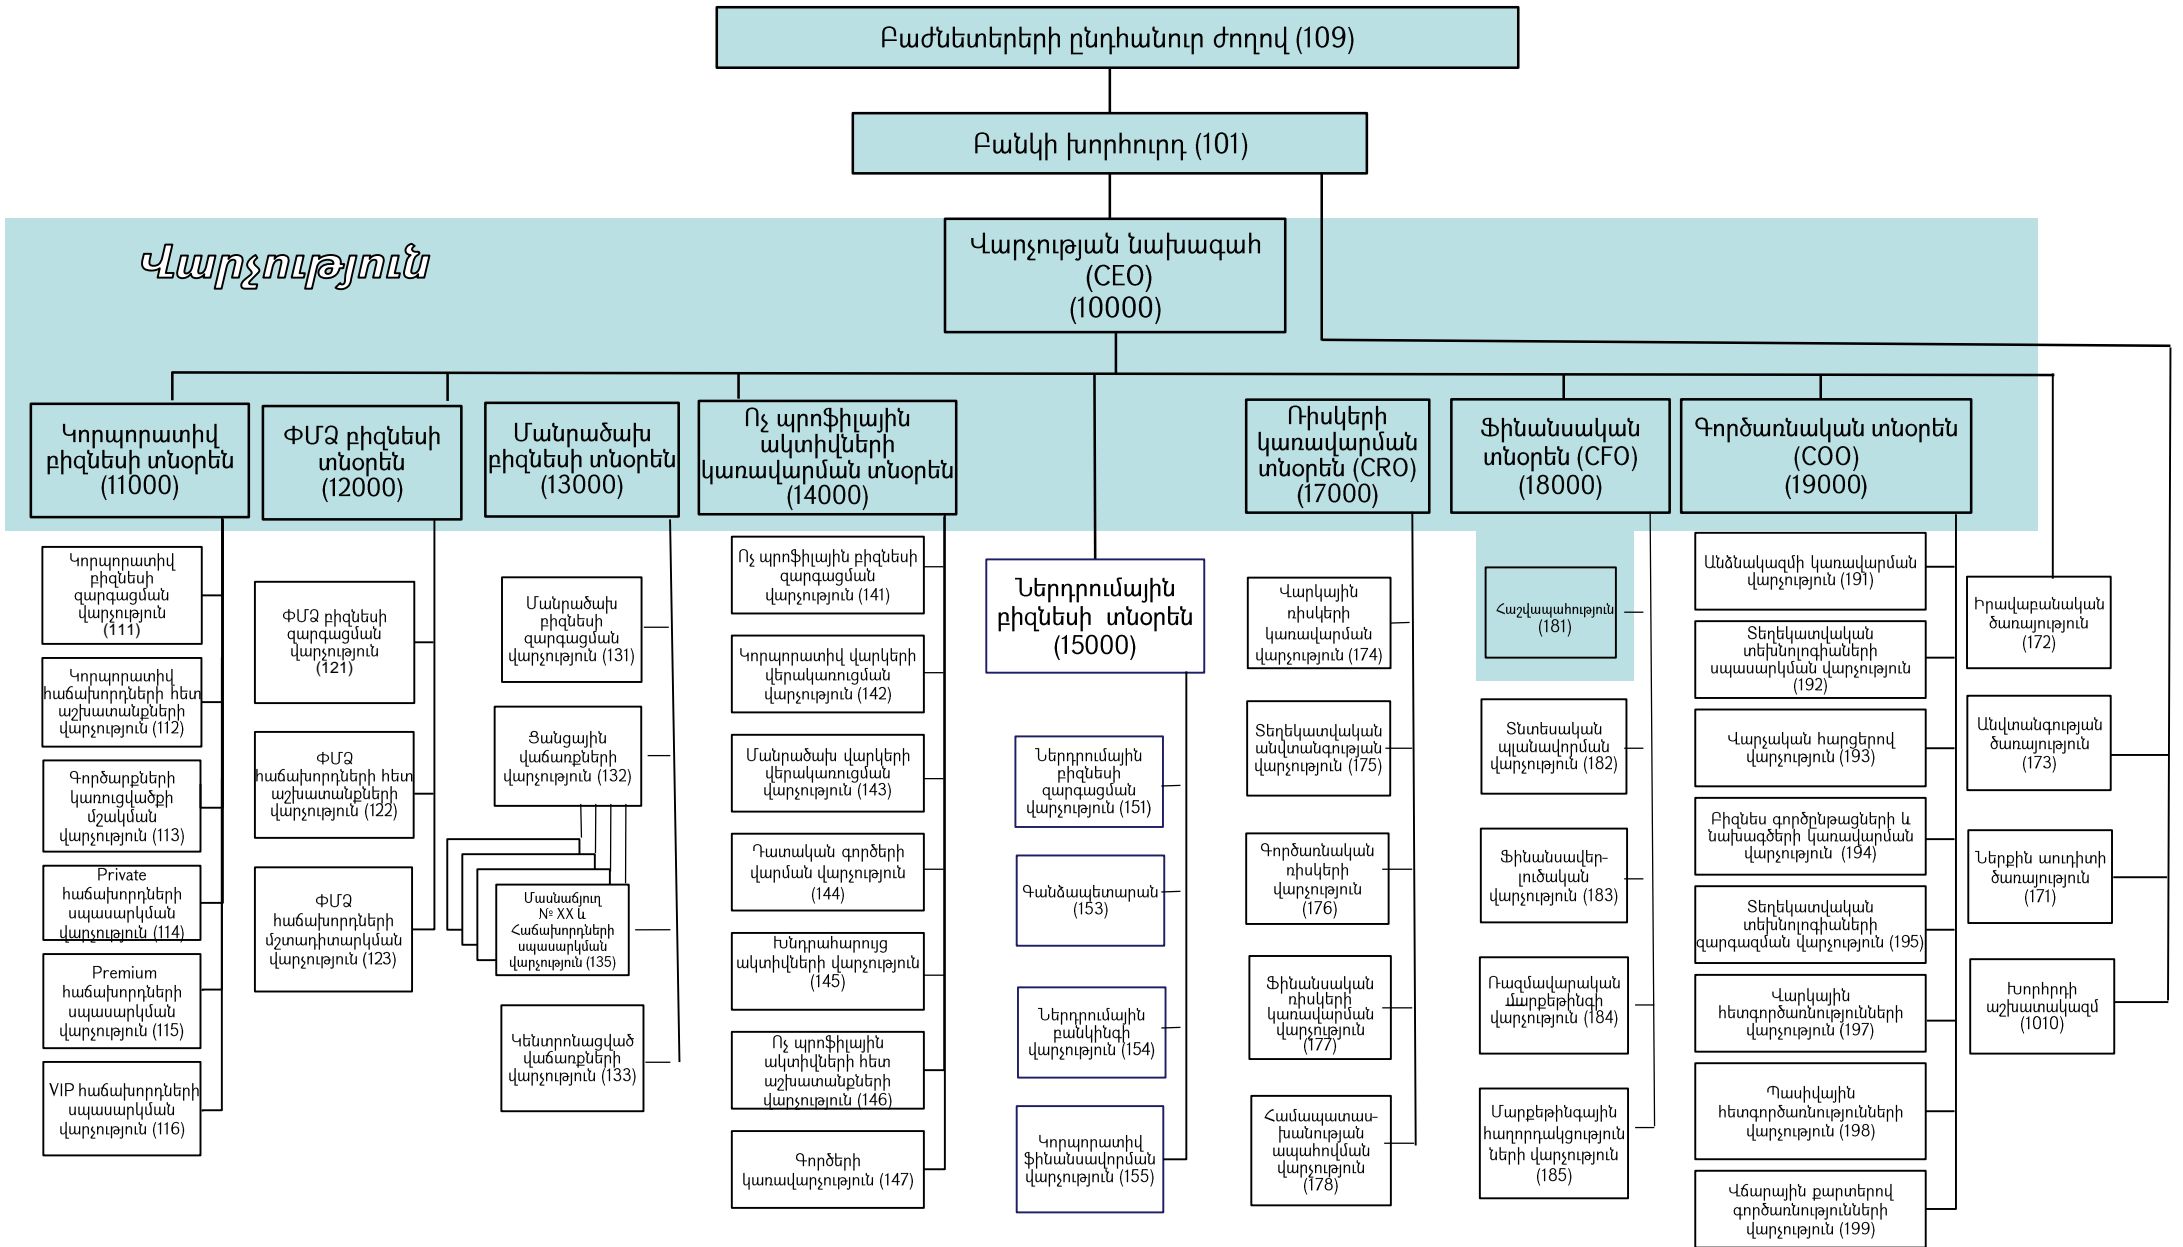 Բաժնետերերի ընդհանուր ժողով (109)
Բանկի խորհուրդ (101)
Վարչություն
Վարչության նախագահ
(CEO)
(10000)
Կորպորատիվ
բիզնեսի տնօրեն
(11000)
ՓՄՁ բիզնեսի
տնօրեն
(12000)
Մանրածախ
բիզնեսի տնօրեն
(13000)
Ոչ պրոֆիլային
ակտիվների
կառավարման տնօրեն
(14000)
Ներդրումային
բիզնեսի տնօրեն
(15000)
Ռիսկերի
կառավարման
տնօրեն (CRO)
(17000)
Ֆինանսական
տնօրեն (CFO)
(18000)
Գործառնական տնօրեն
(COO)
(19000)
Կորպորատիվ
բիզնեսի
զարգացման
վարչություն
(111)
Կորպորատիվ
հաճախորդների հետ
աշխատանքների
վարչություն (112)
Գործարքների
կառուցվածքի
մշակման
վարչություն (113)
Private
հաճախորդների
սպասարկման
վարչություն (114)
Premium
հաճախորդների
սպասարկման
վարչություն (115)
VIP հաճախորդների
սպասարկման
վարչություն (116)
ՓՄՁ բիզնեսի
զարգացման
վարչություն
(121)
ՓՄՁ
հաճախորդների հետ
աշխատանքների
վարչություն (122)
ՓՄՁ
հաճախորդների
մշտադիտարկման
վարչություն (123)
Մանրածախ
բիզնեսի
զարգացման
վարչություն (131)
Ցանցային
վաճառքների
վարչություն (132)
Մասնաճյուղ
№ XX և
Հաճախորդների
սպասարկման
վարչություն (135)
Կենտրոնացված
վաճառքների
վարչություն (133)
Ոչ պրոֆիլային բիզնեսի
զարգացման
վարչություն (141)
Կորպորատիվ վարկերի
վերակառուցման
վարչություն (142)
Մանրածախ վարկերի
վերակառուցման
վարչություն (143)
Դատական գործերի
վարման վարչություն
(144)
Խնդրահարույց
ակտիվների վարչություն
(145)
Ոչ պրոֆիլային
ակտիվների հետ
աշխատանքների
վարչություն (146)
Գործերի
կառավարչություն (147)
Ներդրումային
բիզնեսի
զարգացման
վարչություն (151)
Գանձապետարան
(153)
Ներդրումային
բանկինգի
վարչություն (154)
Կորպորատիվ
ֆինանսավորման
վարչություն (155)
Վարկային
ռիսկերի
կառավարման
վարչություն (174)
Տեղեկատվական
անվտանգության
վարչություն (175)
Գործառնական
ռիսկերի
վարչություն
(176)
Ֆինանսական
ռիսկերի
կառավարման
վարչություն
(177)
Համապատաս-
խանության
ապահովման
վարչություն
(178)
Հաշվապահություն
(181)
Տնտեսական
պլանավորման
վարչություն (182)
Ֆինանսավեր-
լուծական
վարչություն (183)
Ռազմավարական
մարքեթինգի
վարչություն (184)
Մարքեթինգային
հաղորդակցություն
ների վարչություն
(185)
Անձնակազմի կառավարման
վարչություն (191)
Տեղեկատվական
տեխնոլոգիաների
սպասարկման վարչություն
(192)
Վարչական հարցերով
վարչություն (193)
Բիզնես գործընթացների և
նախագծերի կառավարման
վարչություն (194)
Տեղեկատվական
տեխնոլոգիաների
զարգազման վարչություն (195)
Վարկային
հետգործառնությունների
վարչություն (197)
Պասիվային
հետգործառնությունների
վարչություն (198)
Վճարային քարտերով
գործառնությունների
վարչություն (199)
Իրավաբանական
ծառայություն
(172)
Անվտանգության
ծառայություն
(173)
Ներքին աուդիտի
ծառայություն
(171)
Խորհրդի
աշխատակազմ
(1010)